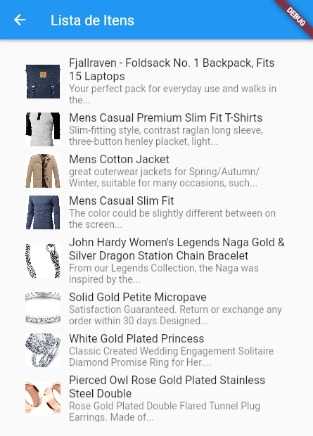 Lista de Itens
DEBUG
Fjallraven - Foldsack No. 1 Backpack, Fits
15 Laptops
Your perfect pack for everyday use and walks in
the...
Mens Casual Premium Slim Fit T-Shirts
Slim-fitting style, contrast raglan long sleeve,
three-button henley placket, light...
Mens Cotton Jacket
great outerwear jackets for Spring/Autumn/
Winter, suitable for many occasions, such...
Mens Casual Slim Fit
The color could be slightly different between on
the screen...
John Hardy Women's Legends Naga Gold &
Silver Dragon Station Chain Bracelet
From our Legends Collection, the Naga was
inspired by the...
Solid Gold Petite Micropave
Satisfaction Guaranteed. Return or exchange any
order within 30 days.Designed...
White Gold Plated Princess
Classic Created Wedding Engagement Solitaire
Diamond Promise Ring for Her....
Pierced Owl Rose Gold Plated Stainless
Steel Double
Rose Gold Plated Double Flared Tunnel Plug
Earrings. Made of...